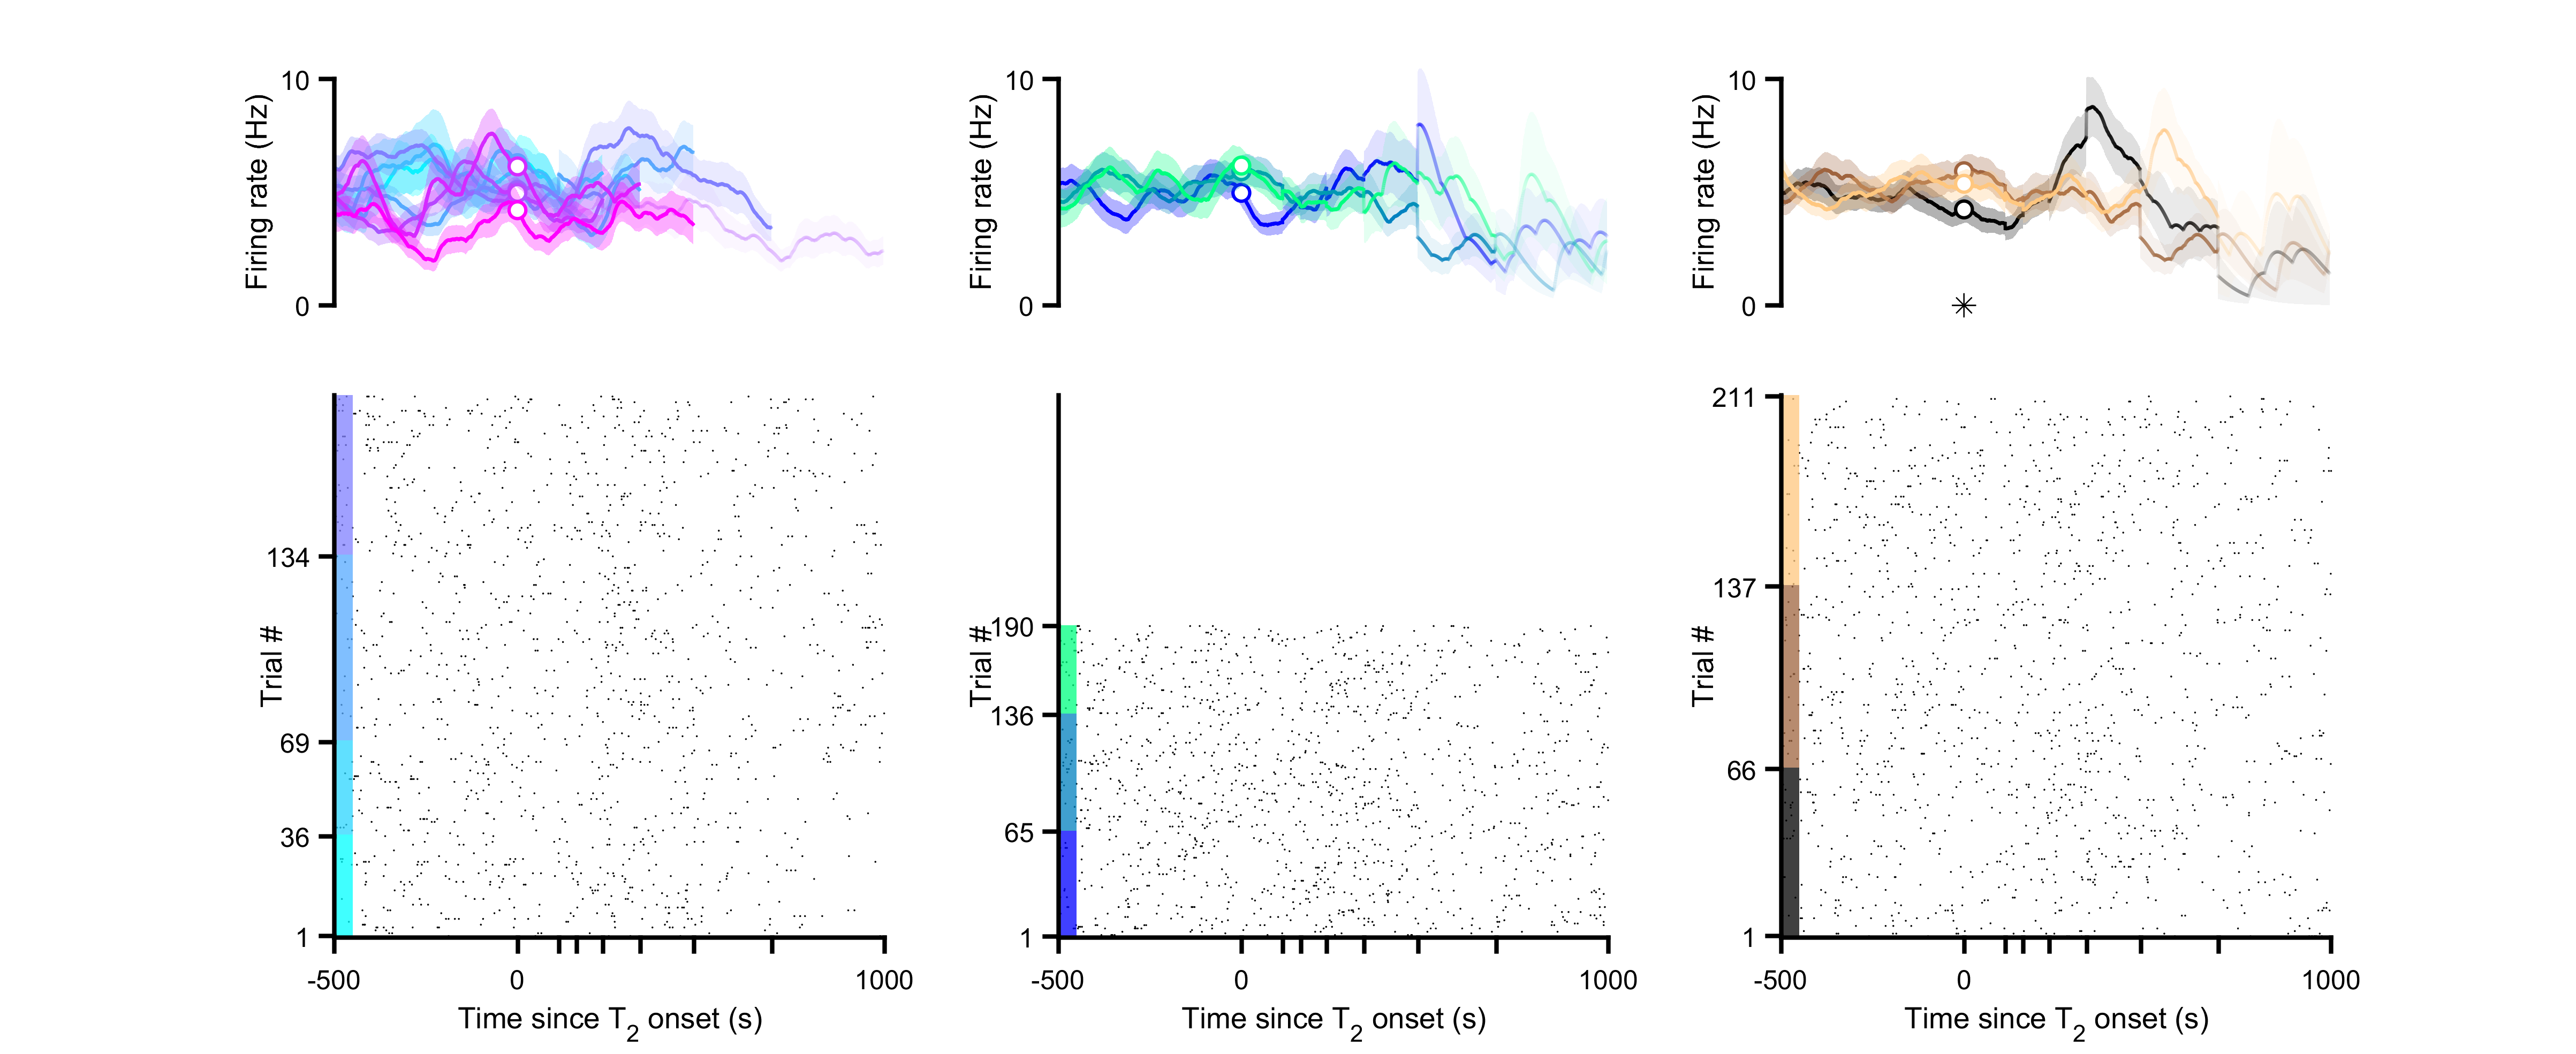 10
Firing rate (Hz)
0
10
Firing rate (Hz)
0
10
Firing rate (Hz)
0
134
69
36
1
Trial #
-500 0 1000
Time since T2 onset (s)
190
136
65
1
Trial #
-500 0 1000
Time since T2 onset (s)
211
137
66
1
Trial #
-500 0 1000
Time since T2 onset (s)